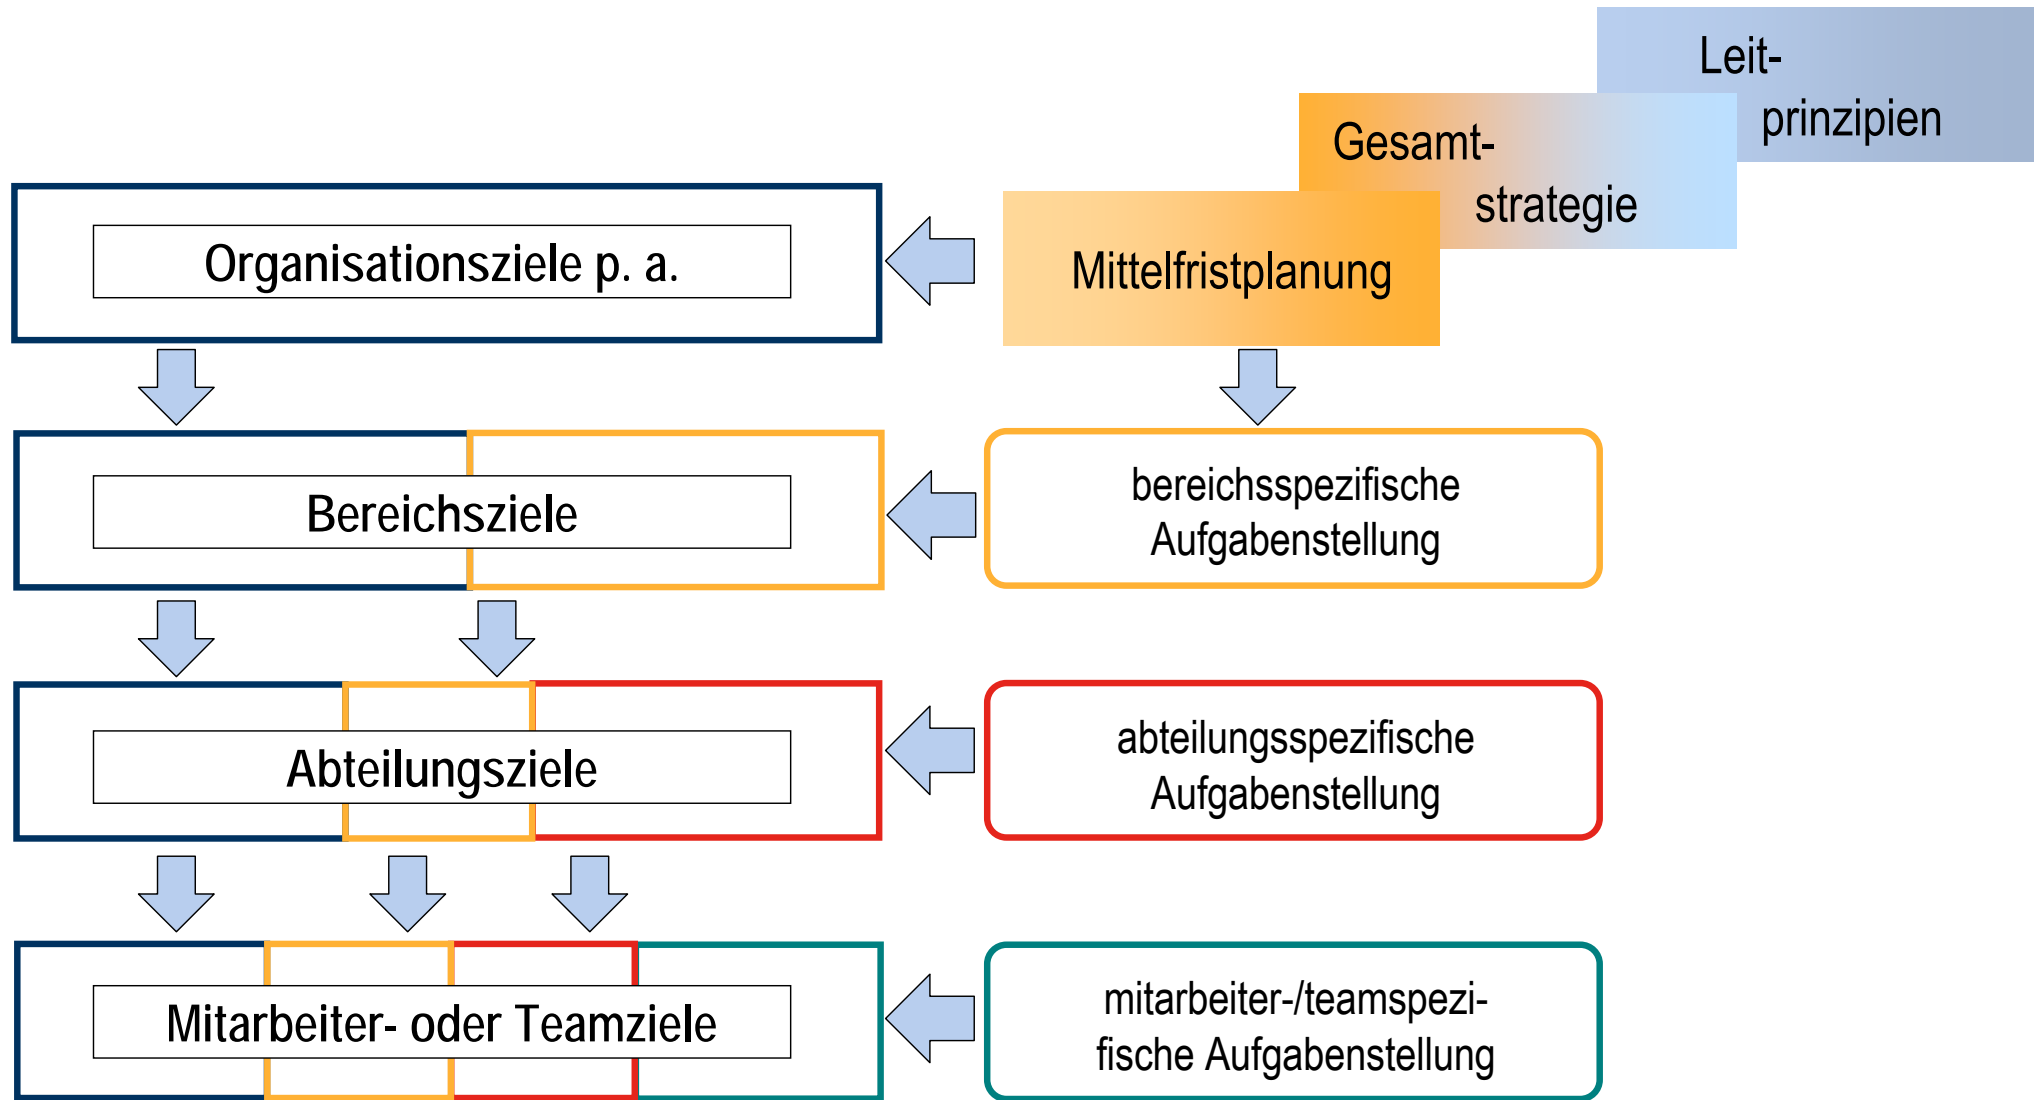 Leit-
prinzipien
Gesamt-
strategie
Organisationsziele p. a.
Mittelfristplanung
Bereichsziele
bereichsspezifische
Aufgabenstellung
Abteilungsziele
abteilungsspezifische
Aufgabenstellung
Mitarbeiter- oder Teamziele
mitarbeiter-/teamspezi-
fische Aufgabenstellung